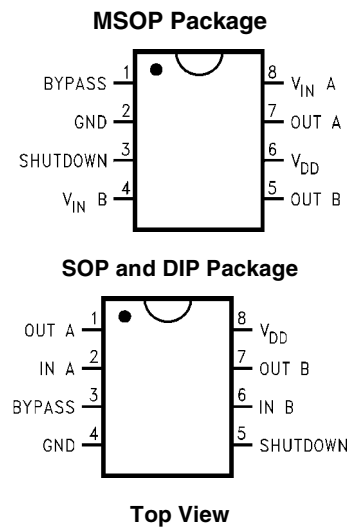 MSOP Package
BYPASS 1 8 VIN A
GND 2 7 OUT A
SHUTDOWN 3 6 VDD
VIN B 4 5 OUT B
SOP and DIP Package
OUT A 1 8 VDD
IN A 2 7 OUT B
BYPASS 3 6 IN B
GND 4 5 SHUTDOWN
Top View